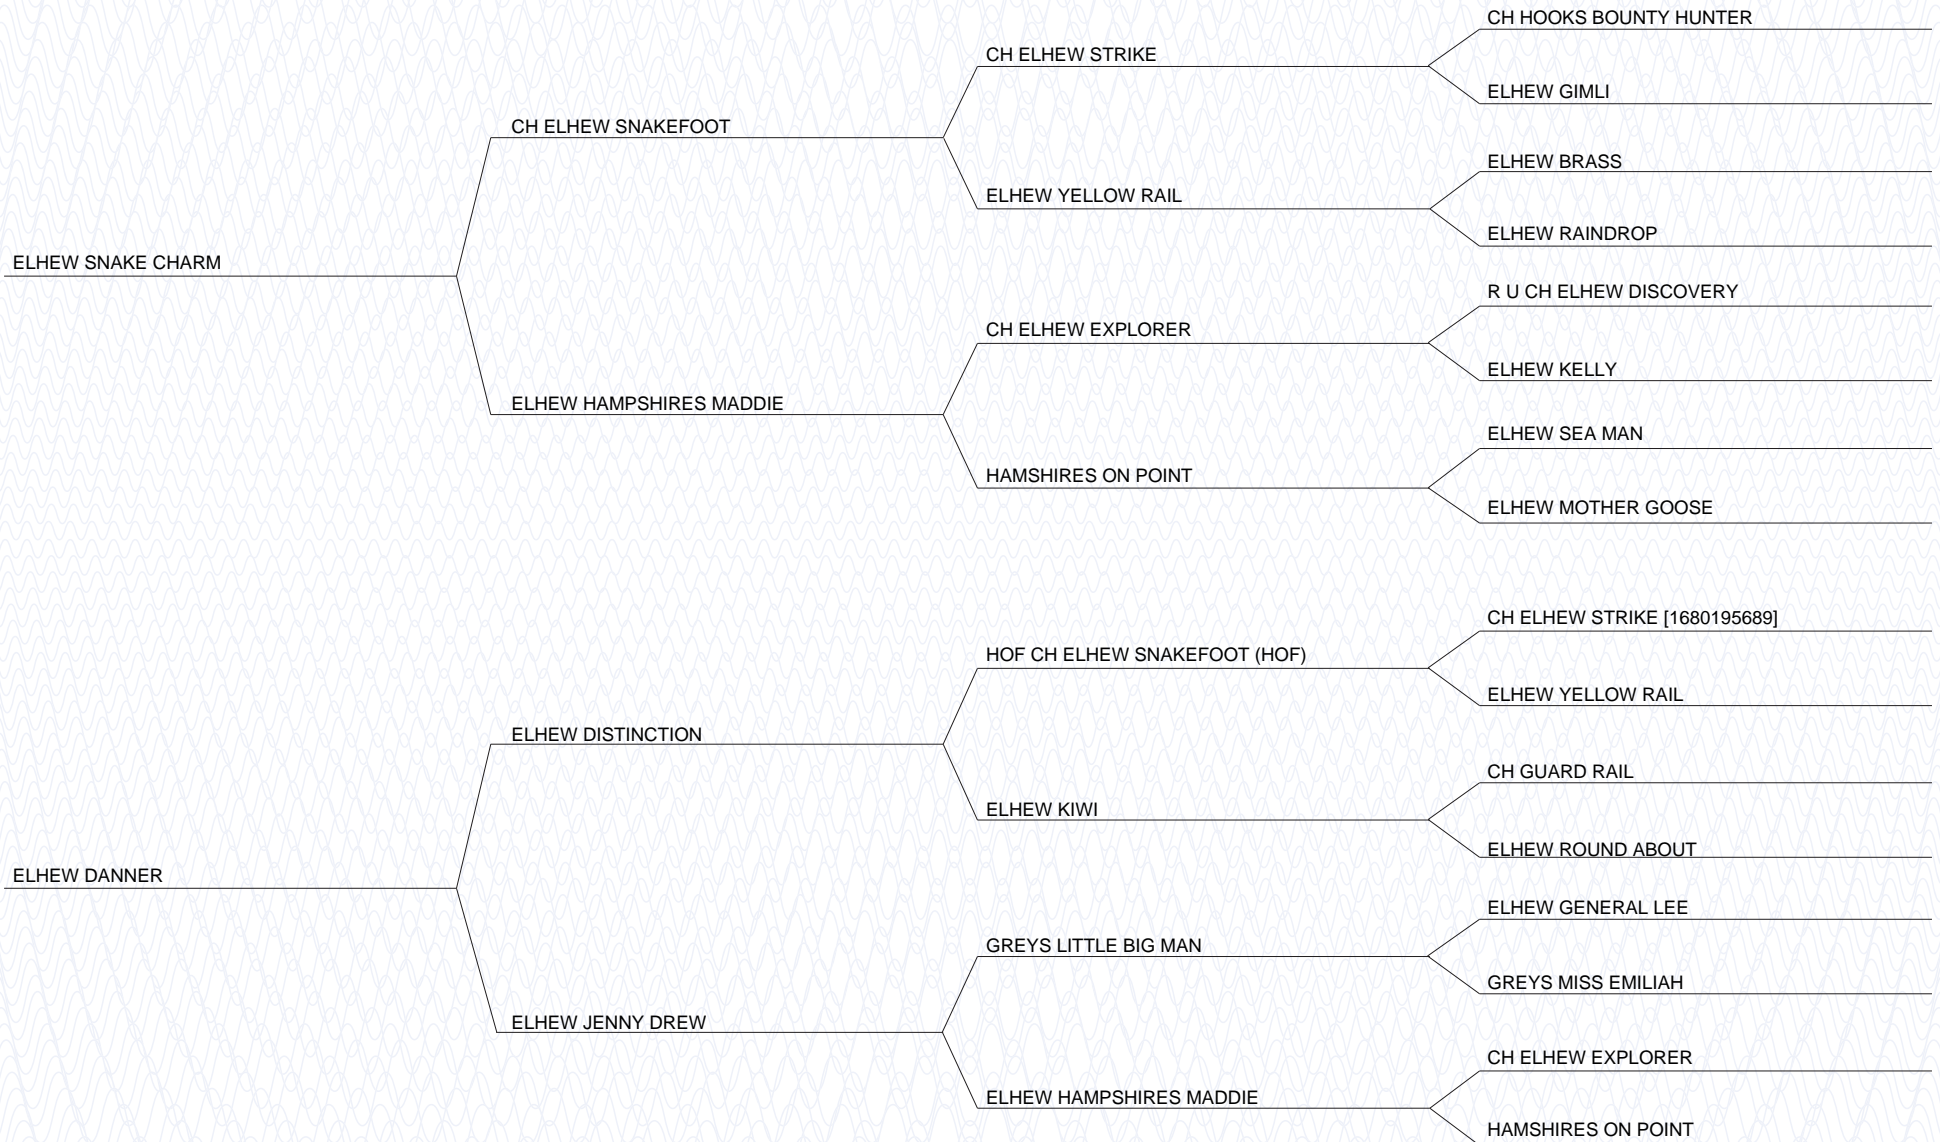 CH HOOKS BOUNTY HUNTER
CH ELHEW STRIKE
ELHEW GIMLI
CH ELHEW SNAKEFOOT
ELHEW BRASS
ELHEW YELLOW RAIL
ELHEW RAINDROP
ELHEW SNAKE CHARM
R U CH ELHEW DISCOVERY
CH ELHEW EXPLORER
ELHEW KELLY
ELHEW HAMPSHIRES MADDIE
ELHEW SEA MAN
HAMSHIRES ON POINT
ELHEW MOTHER GOOSE
CH ELHEW STRIKE [1680195689]
HOF CH ELHEW SNAKEFOOT (HOF)
ELHEW YELLOW RAIL
ELHEW DISTINCTION
CH GUARD RAIL
ELHEW KIWI
ELHEW ROUND ABOUT
ELHEW DANNER
ELHEW GENERAL LEE
GREYS LITTLE BIG MAN
GREYS MISS EMILIAH
ELHEW JENNY DREW
CH ELHEW EXPLORER
ELHEW HAMPSHIRES MADDIE
HAMSHIRES ON POINT